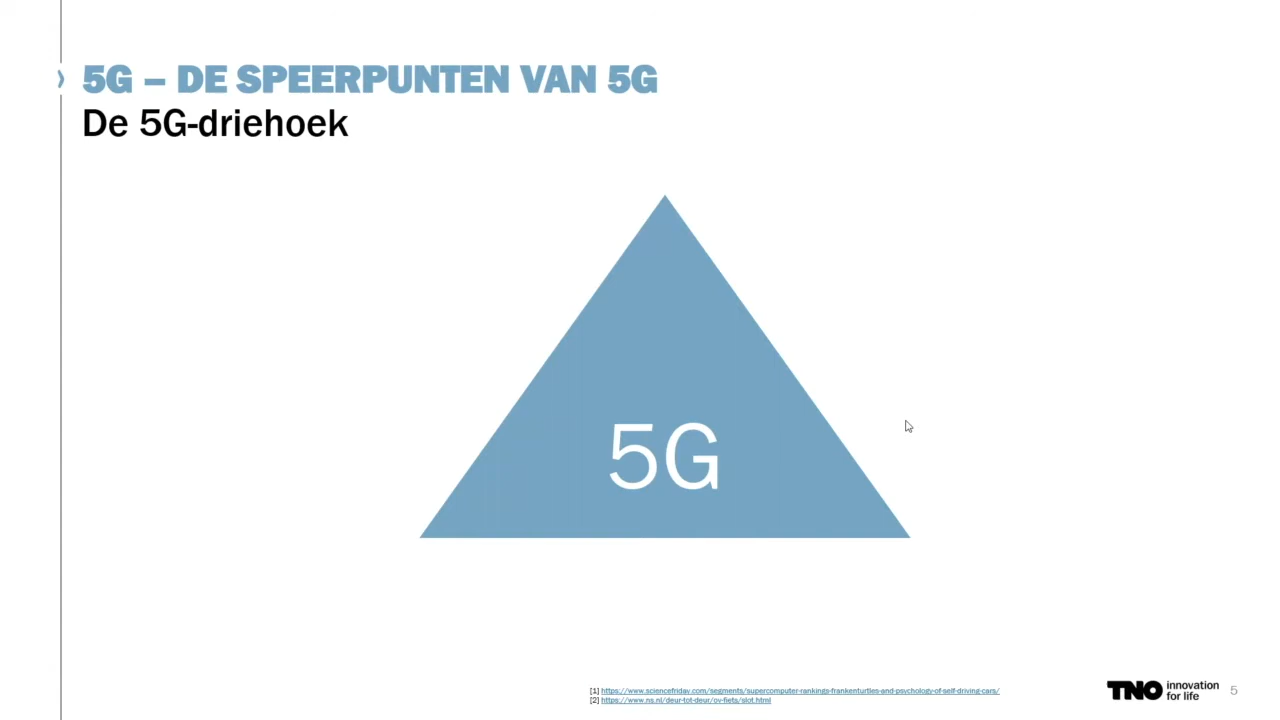 5G – DE SPEERPUNTEN VAN 5G
De 5G-driehoek
5G
[1] https://www.sciencefriday.com/segments/supercomputer-rankings-frankenturtles-and-psychology-of-self-driving-cars/
[2] https://www.ns.nl/deur-tot-deur/ov-fiets/slot.html
TNO innovation for life
5